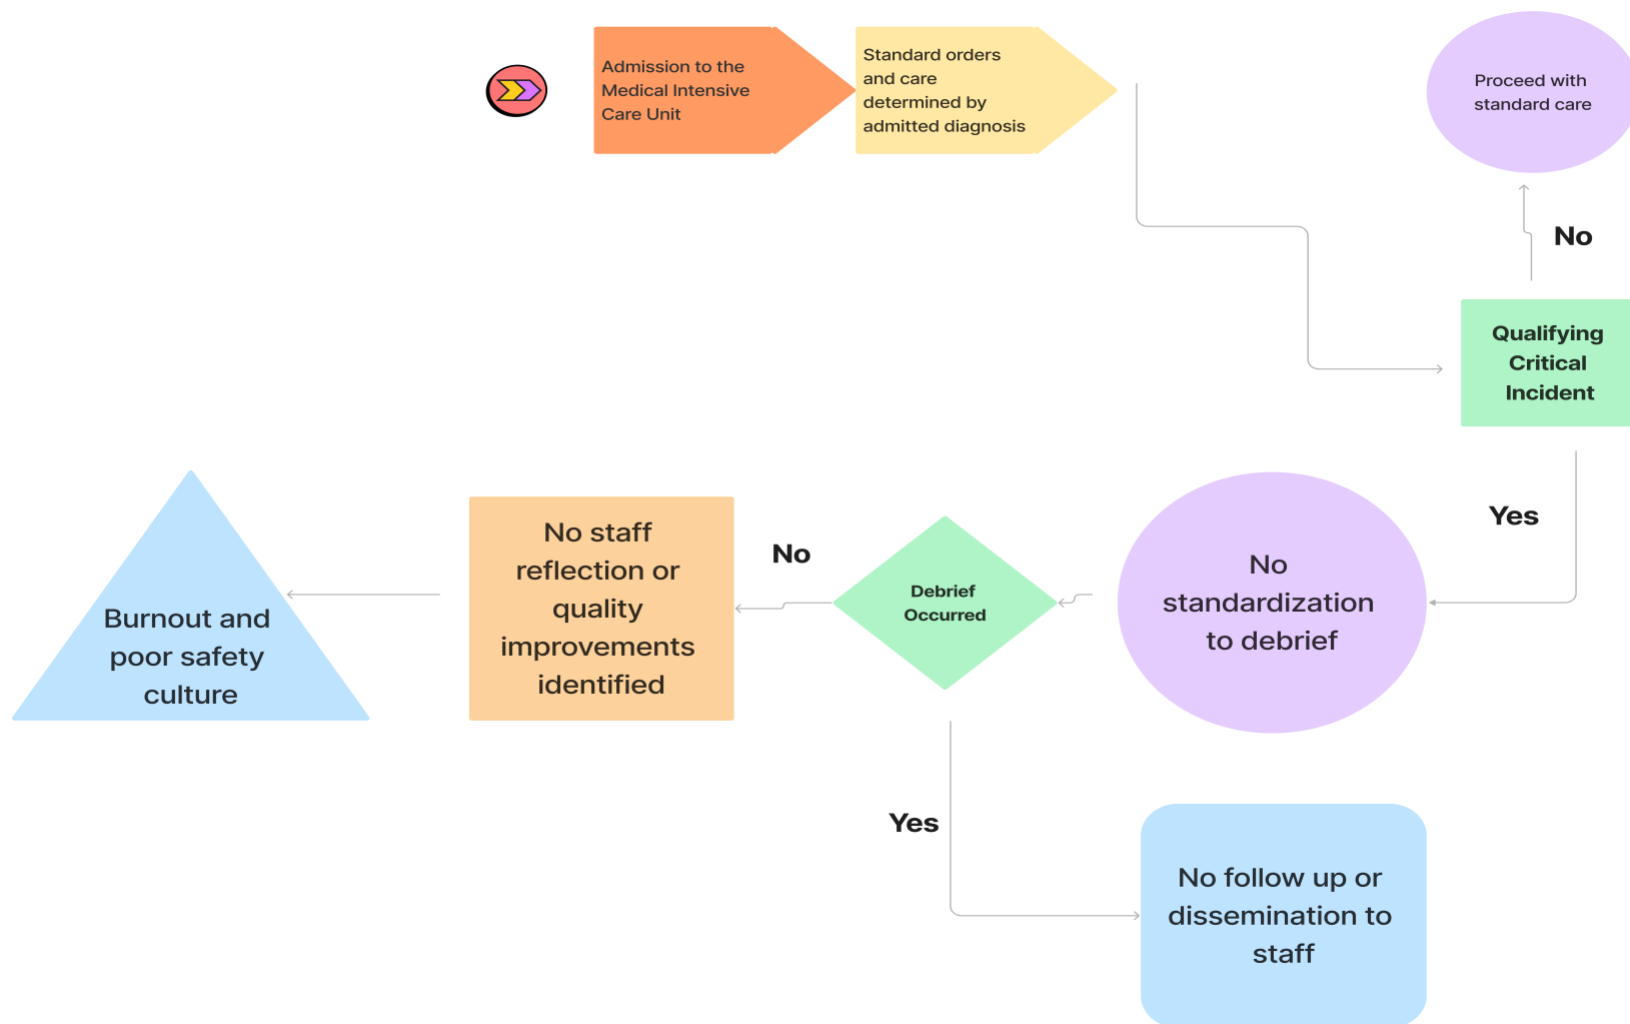 Admission to the
Medical Intensive
Care Unit
Standard orders
and care
determined by
admitted diagnosis
Proceed with
standard care
No
Qualifying
Critical
Incident
Yes
No
standardization
to debrief
Debrief
Occurred
No
No staff
reflection or
quality
improvements
identified
Burnout and
poor safety
culture
Yes
No follow up or
dissemination to
staff